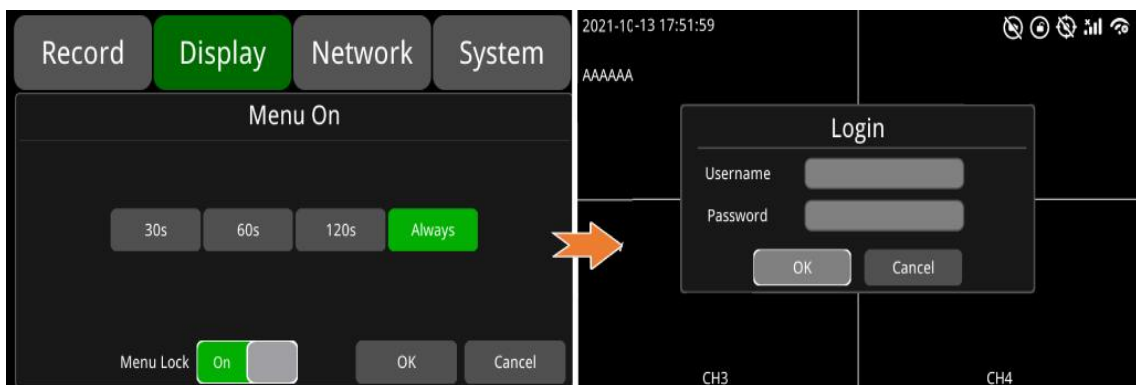 Record Display Network System
Menu On
30s 60s 120s Always
Menu Lock On OK Cancel
2021-10-13 17:51:59
AAAAAA
Login
Username
Password
OK Cancel
CH3 CH4